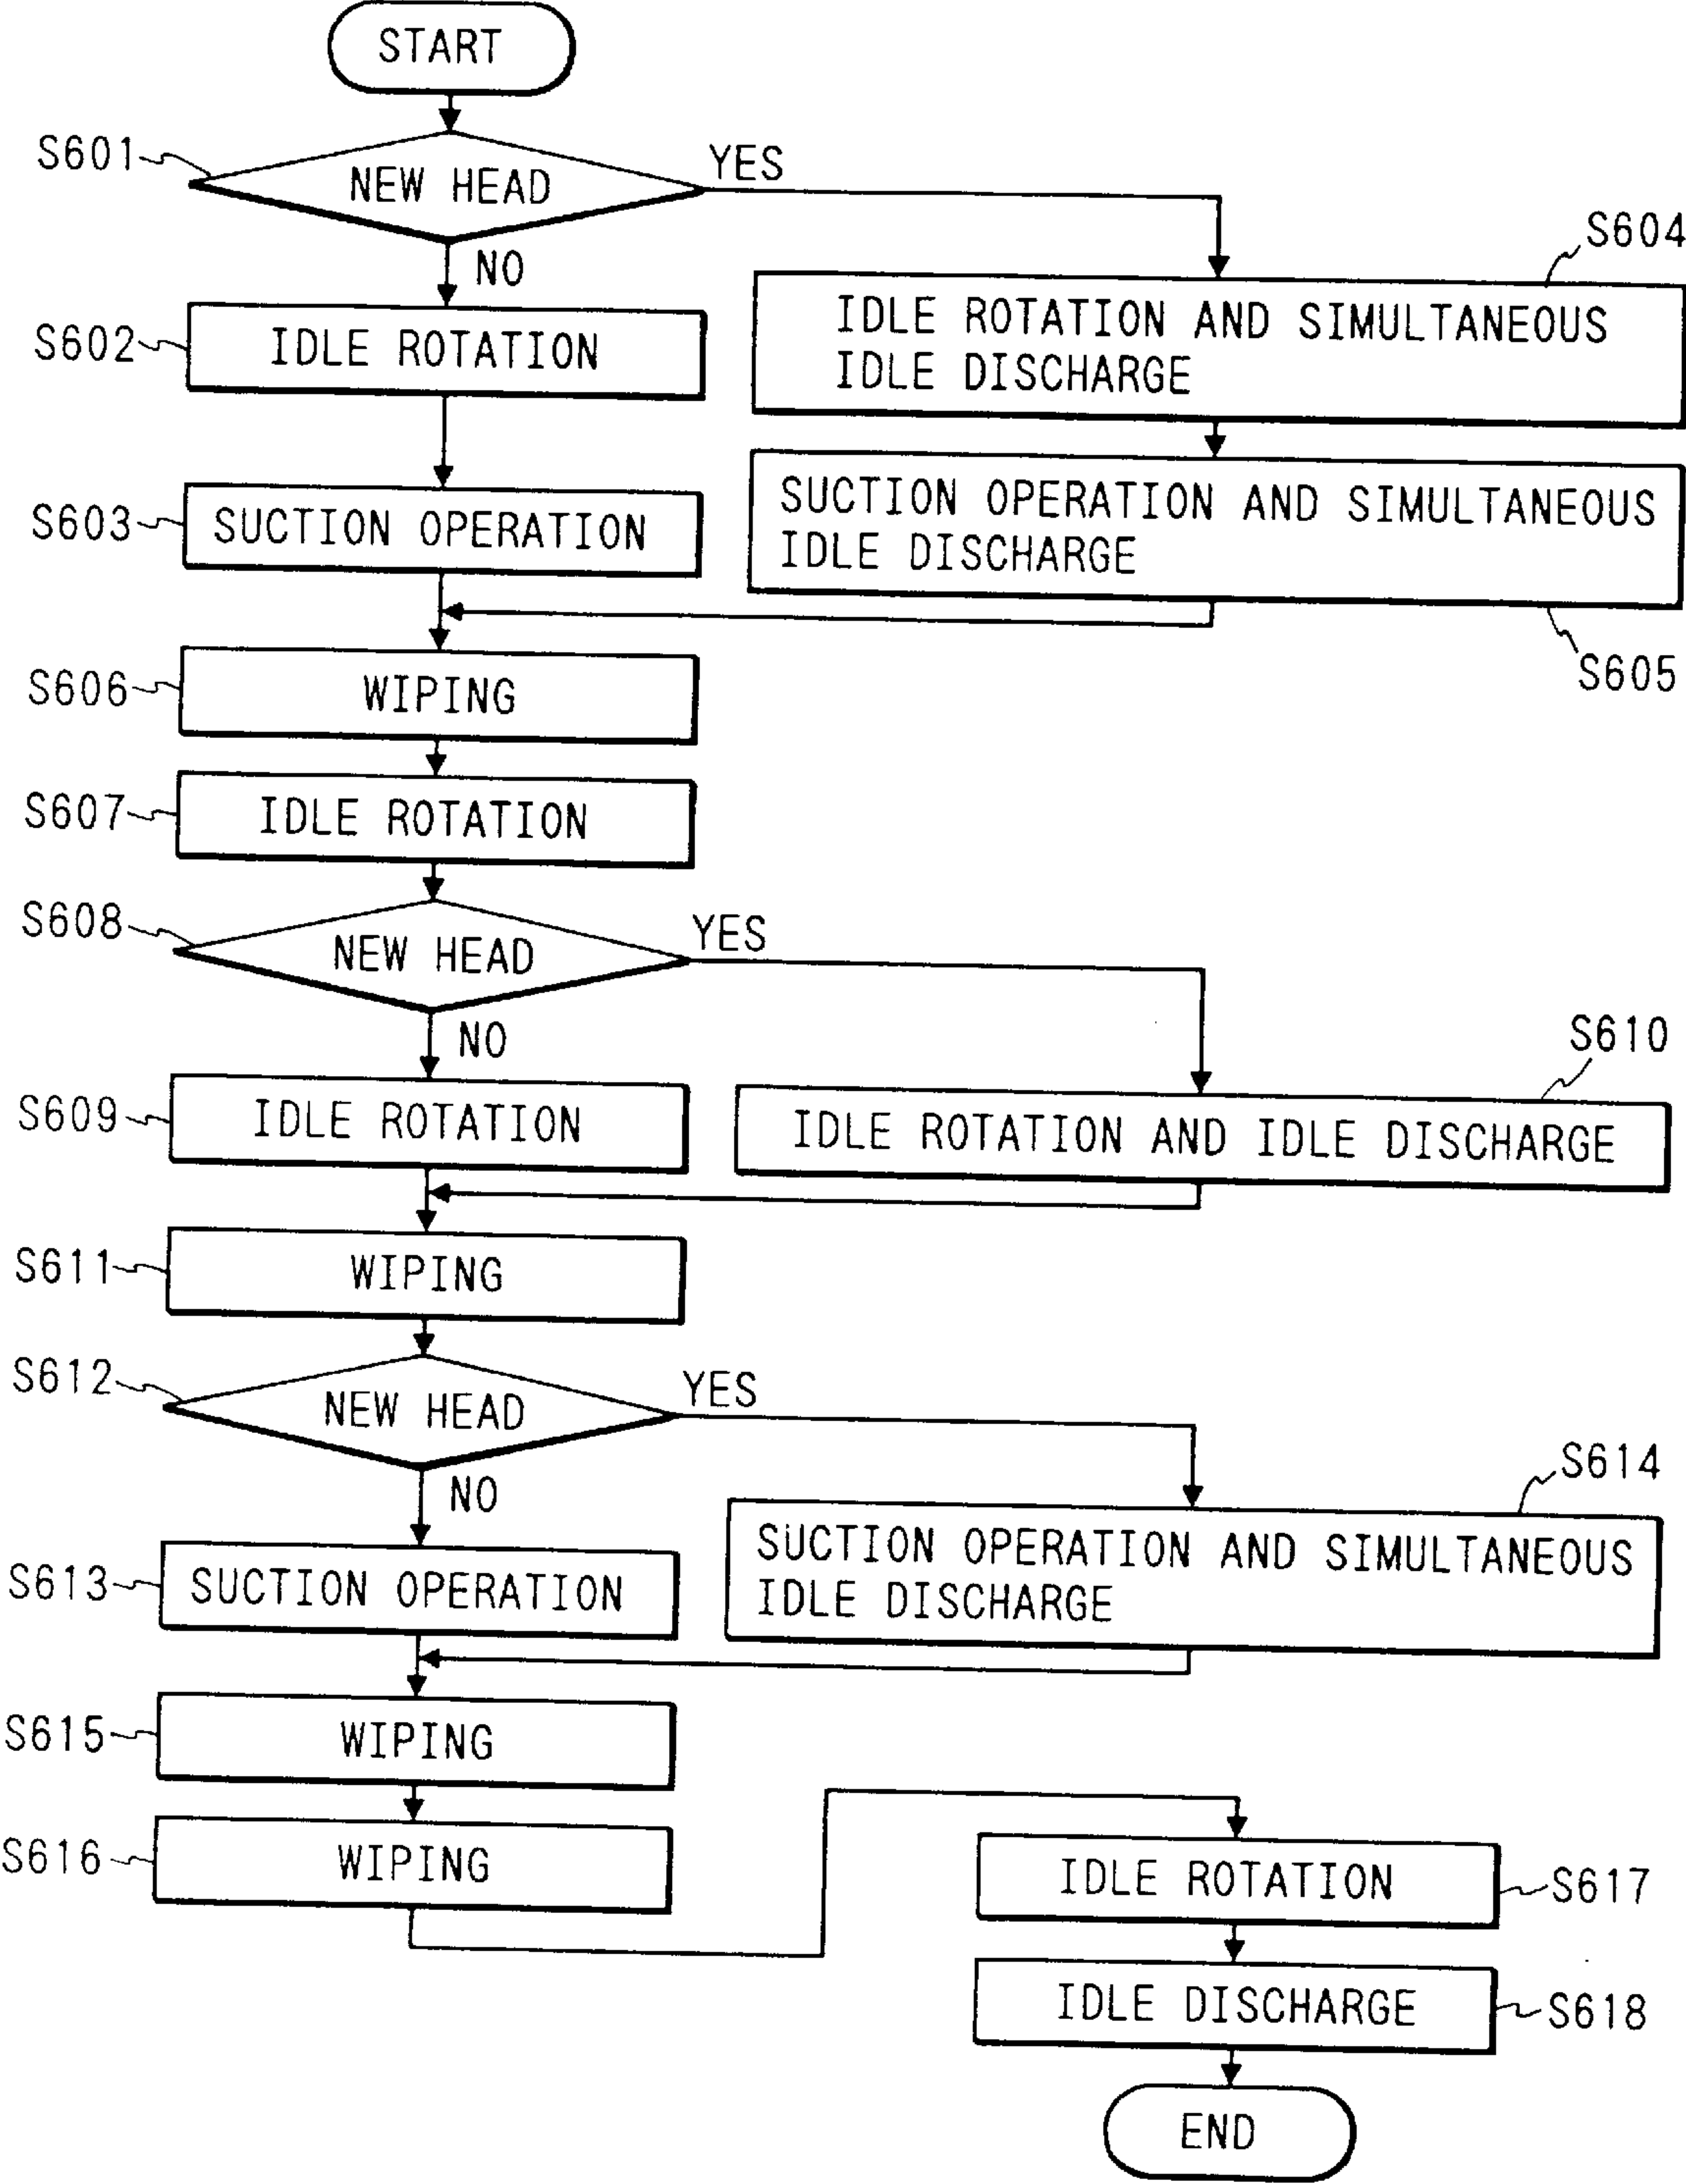 START
S601
NEW HEAD
YES
NO
S604
IDLE ROTATION AND SIMULTANEOUS
IDLE DISCHARGE
S602
IDLE ROTATION
S603
SUCTION OPERATION
SUCTION OPERATION AND SIMULTANEOUS
IDLE DISCHARGE
S605
S606
WIPING
S607
IDLE ROTATION
S608
NEW HEAD
YES
NO
S610
S609
IDLE ROTATION
IDLE ROTATION AND IDLE DISCHARGE
S611
WIPING
S612
NEW HEAD
YES
NO
S614
SUCTION OPERATION AND SIMULTANEOUS
IDLE DISCHARGE
S613
SUCTION OPERATION
S615
WIPING
S616
WIPING
IDLE ROTATION
S617
IDLE DISCHARGE
S618
END